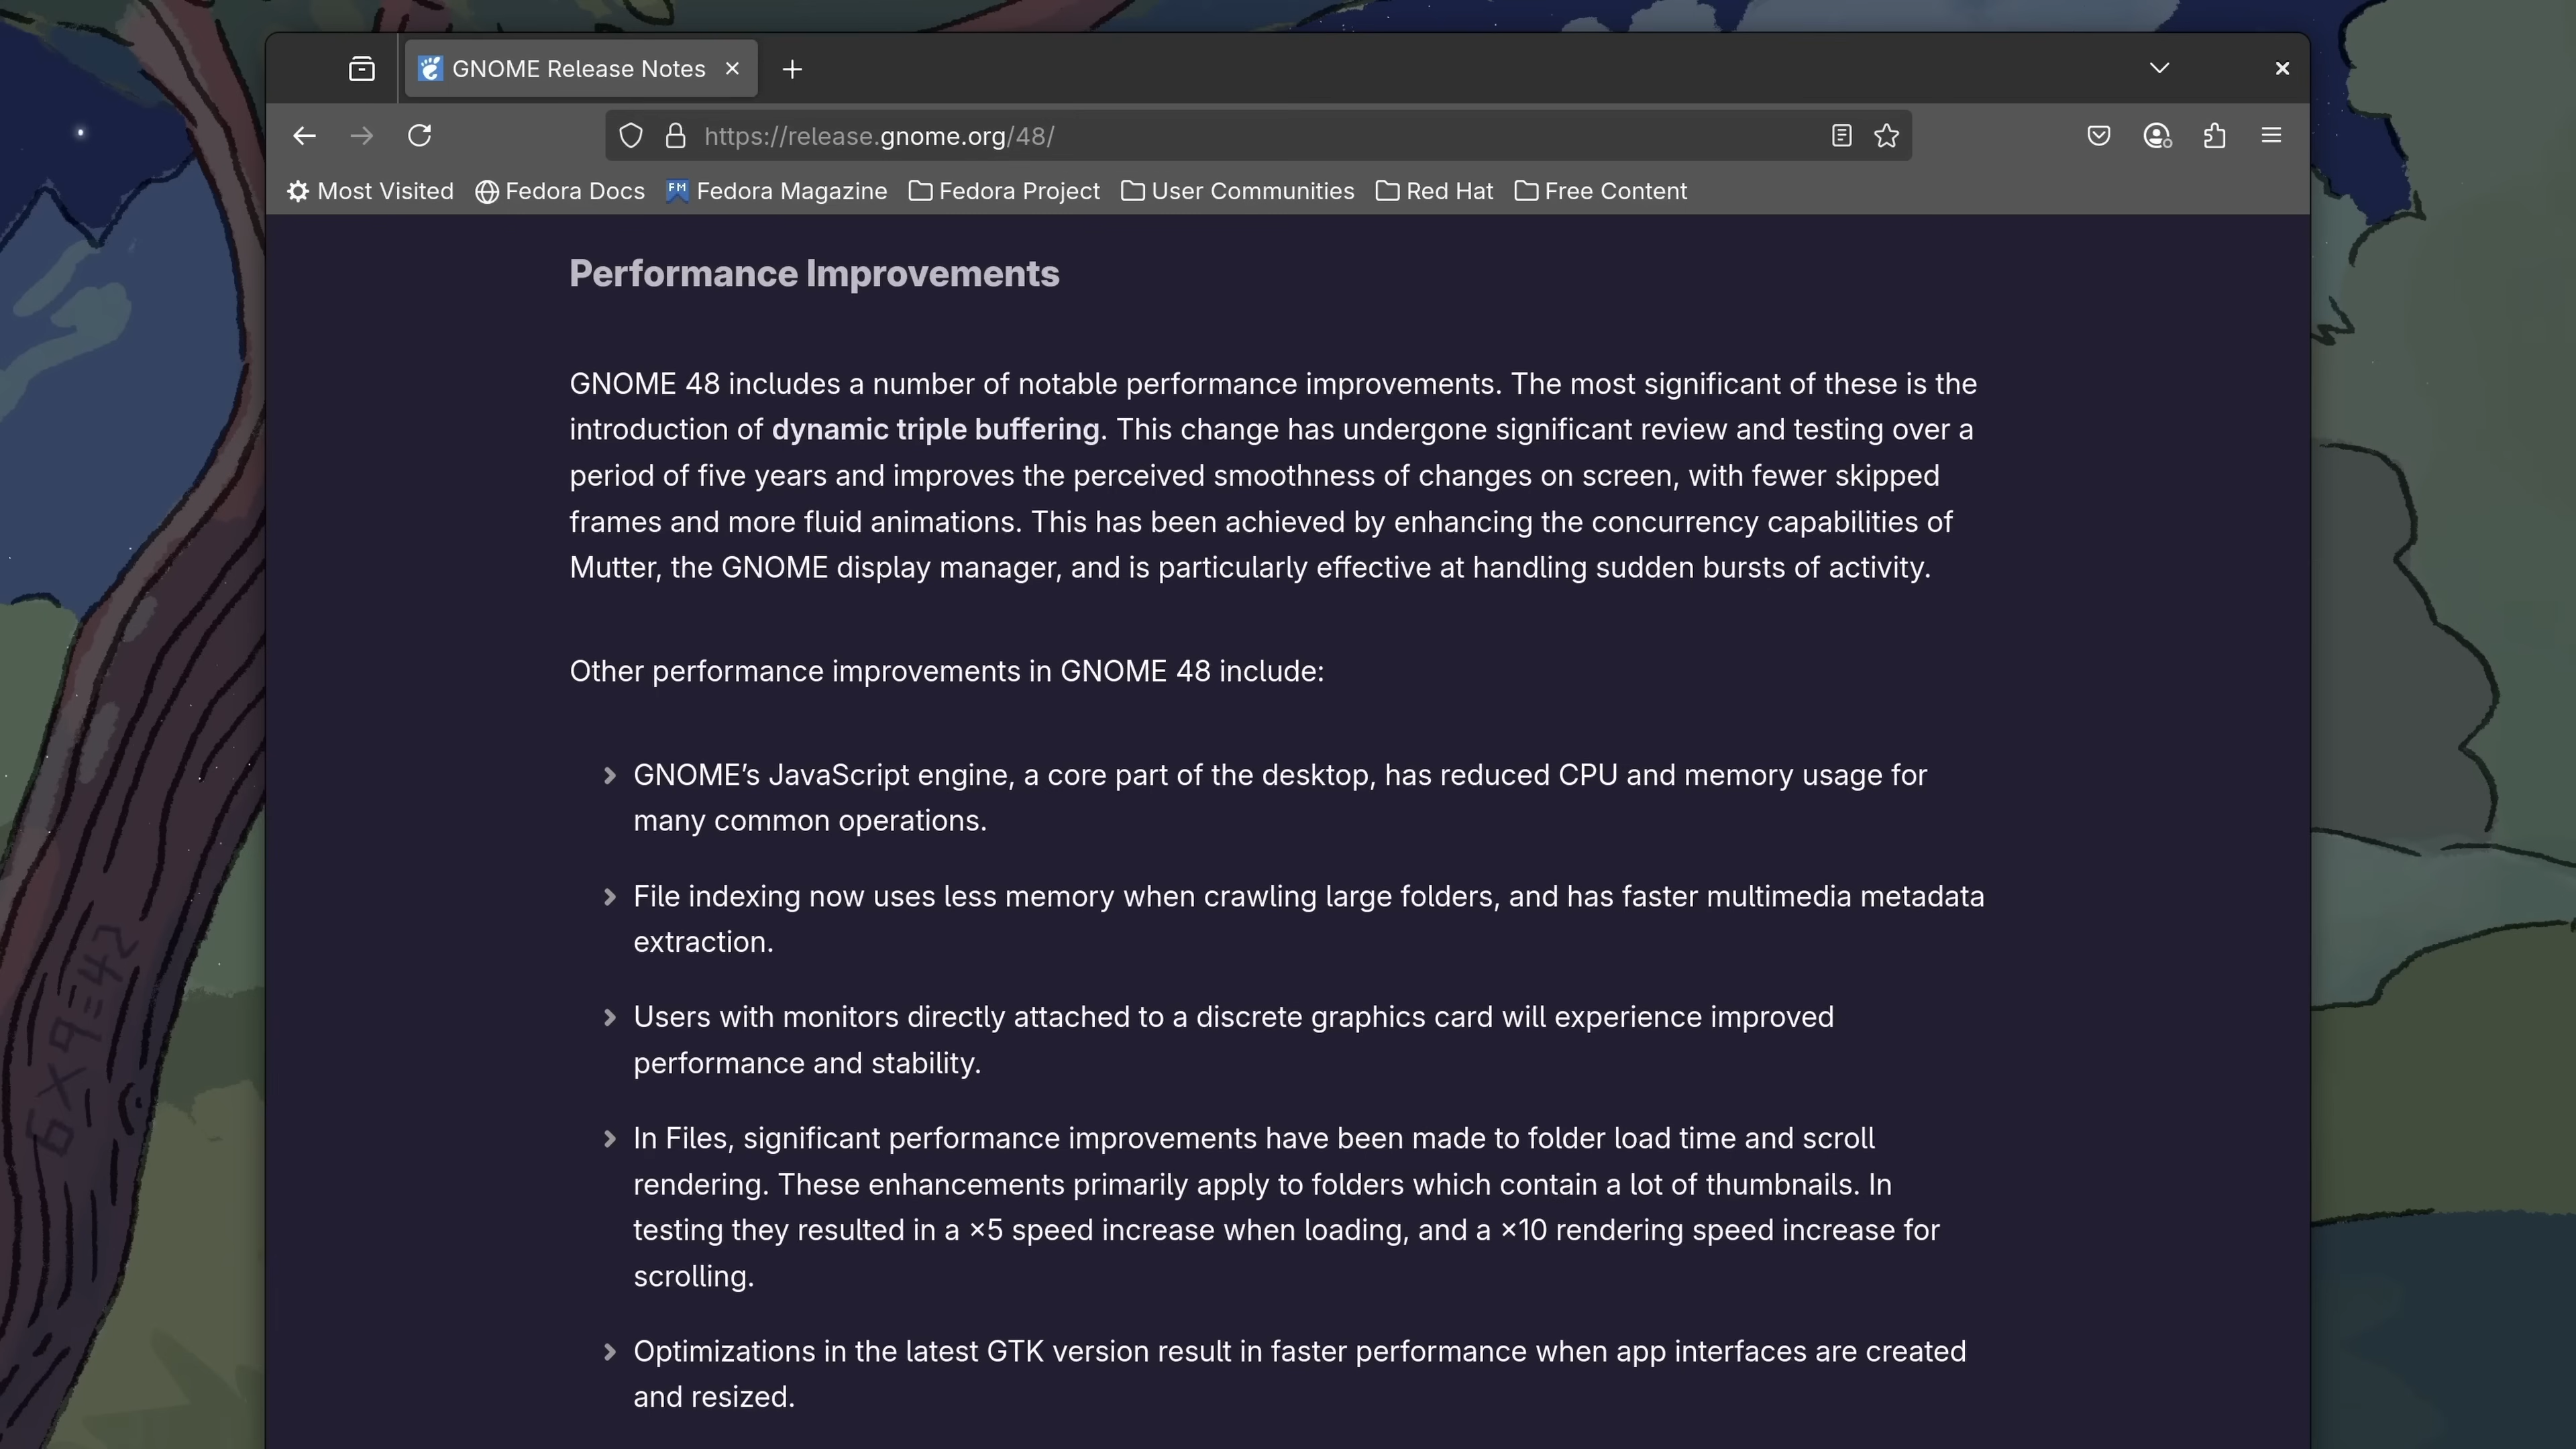 GNOME Release Notes
https://release.gnome.org/48/
Most Visited
Fedora Docs
FM
Fedora Magazine
Fedora Project
User Communities
Red Hat
Free Content
Performance Improvements
GNOME 48 includes a number of notable performance improvements. The most significant of these is the
introduction of dynamic triple buffering. This change has undergone significant review and testing over a
period of five years and improves the perceived smoothness of changes on screen, with fewer skipped
frames and more fluid animations. This has been achieved by enhancing the concurrency capabilities of
Mutter, the GNOME display manager, and is particularly effective at handling sudden bursts of activity.
Other performance improvements in GNOME 48 include:
GNOME’s JavaScript engine, a core part of the desktop, has reduced CPU and memory usage for
many common operations.
File indexing now uses less memory when crawling large folders, and has faster multimedia metadata
extraction.
Users with monitors directly attached to a discrete graphics card will experience improved
performance and stability.
In Files, significant performance improvements have been made to folder load time and scroll
rendering. These enhancements primarily apply to folders which contain a lot of thumbnails. In
testing they resulted in a ×5 speed increase when loading, and a ×10 rendering speed increase for
scrolling.
Optimizations in the latest GTK version result in faster performance when app interfaces are created
and resized.
6×9=42